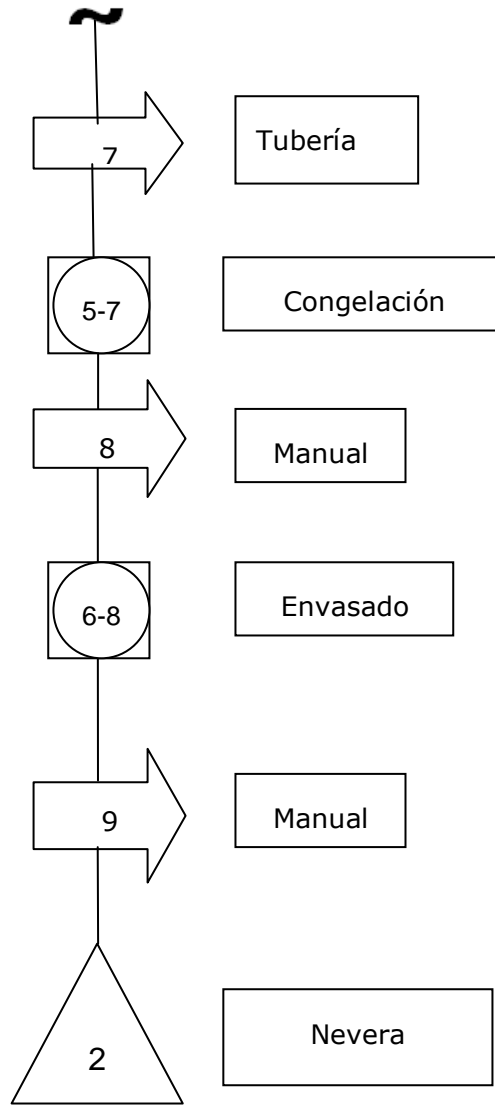 7
Tubería
5-7
Congelación
8
Manual
6-8
Envasado
9
Manual
2
Nevera